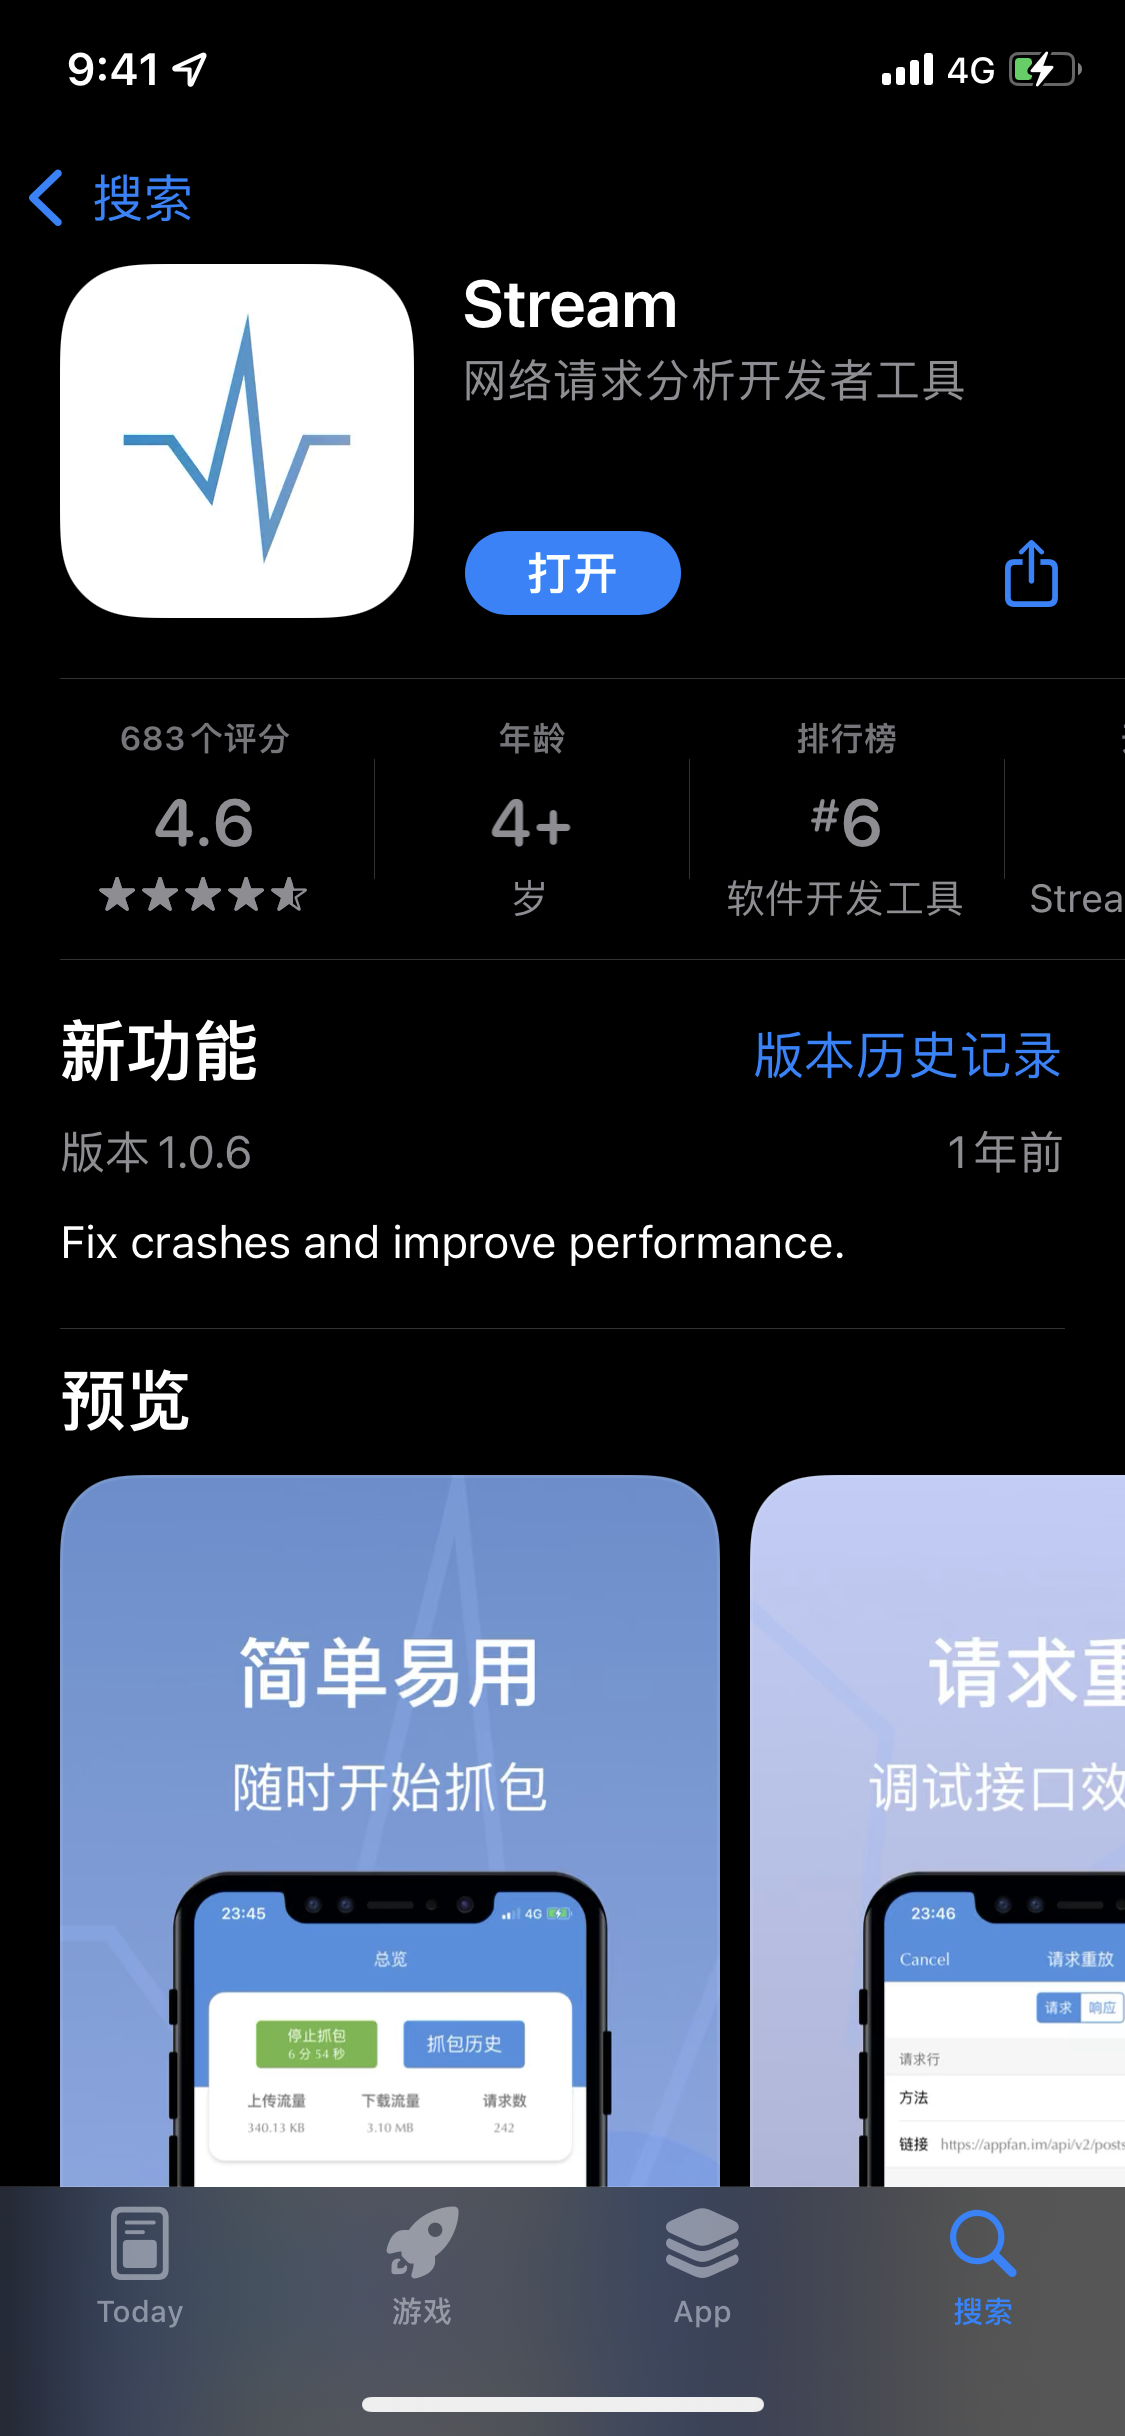 9:41
4G
搜索
Stream
网络请求分析开发者工具
打开
683个评分
4.6
年龄
4+
岁
排行榜
#6
软件开发工具
Strea
新功能
版本历史记录
版本 1.0.6
1年前
Fix crashes and improve performance.
预览
简单易用
随时开始抓包
23:45
4G
总览
停止抓包
6 分 54 秒
抓包历史
上传流量
下载流量
请求数
340.13 KB
3.10 MB
242
请求重
调试接口效
23:46
Cancel
请求重放
请求
响应
请求行
方法
链接
https://appfan.im/api/v2/posts
Today
游戏
App
搜索